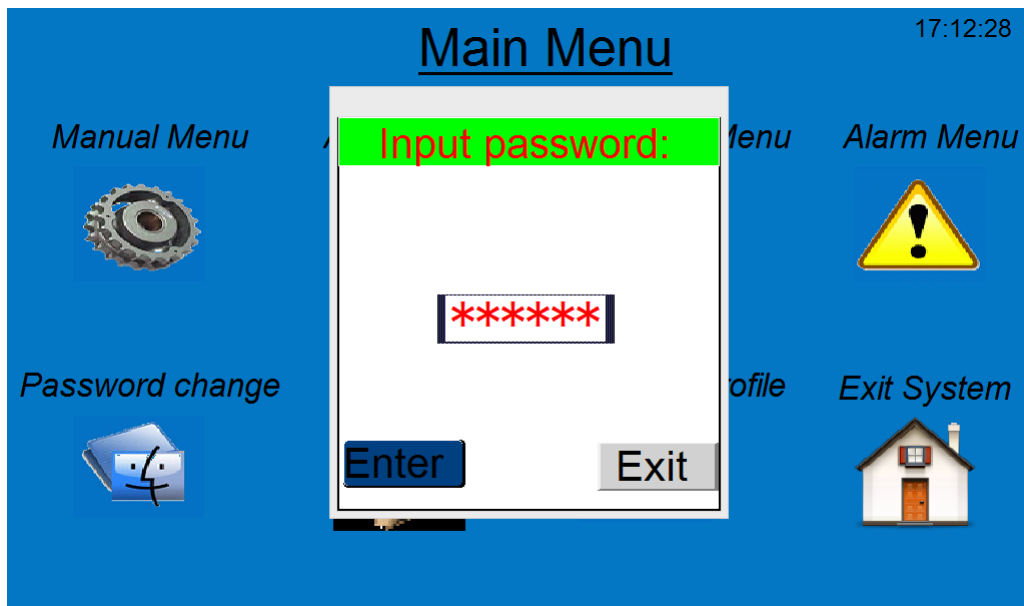 17:12:28
Main Menu
Manual Menu
Alarm Menu
Input password:
******
Password change
Exit System
Enter
Exit